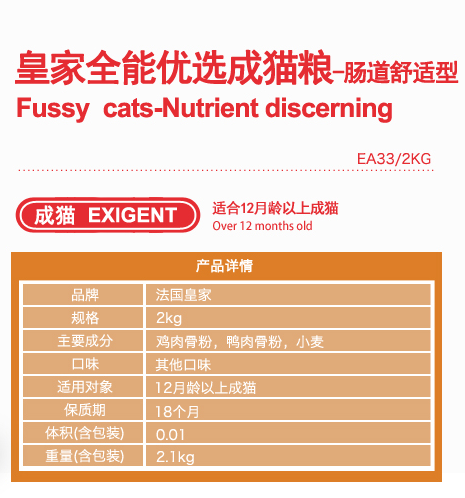 皇家全能优选成猫粮-肠道舒适型
Fussy cats-Nutrient discerning
EA33/2KG
成猫 EXIGENT
适合12月龄以上成猫
Over 12 months old
产品详情
品牌 法国皇家
规格 2kg
主要成分 鸡肉骨粉，鸭肉骨粉，小麦
口味 其他口味
适用对象 12月龄以上成猫
保质期 18个月
体积(含包装) 0.01
重量(含包装) 2.1kg